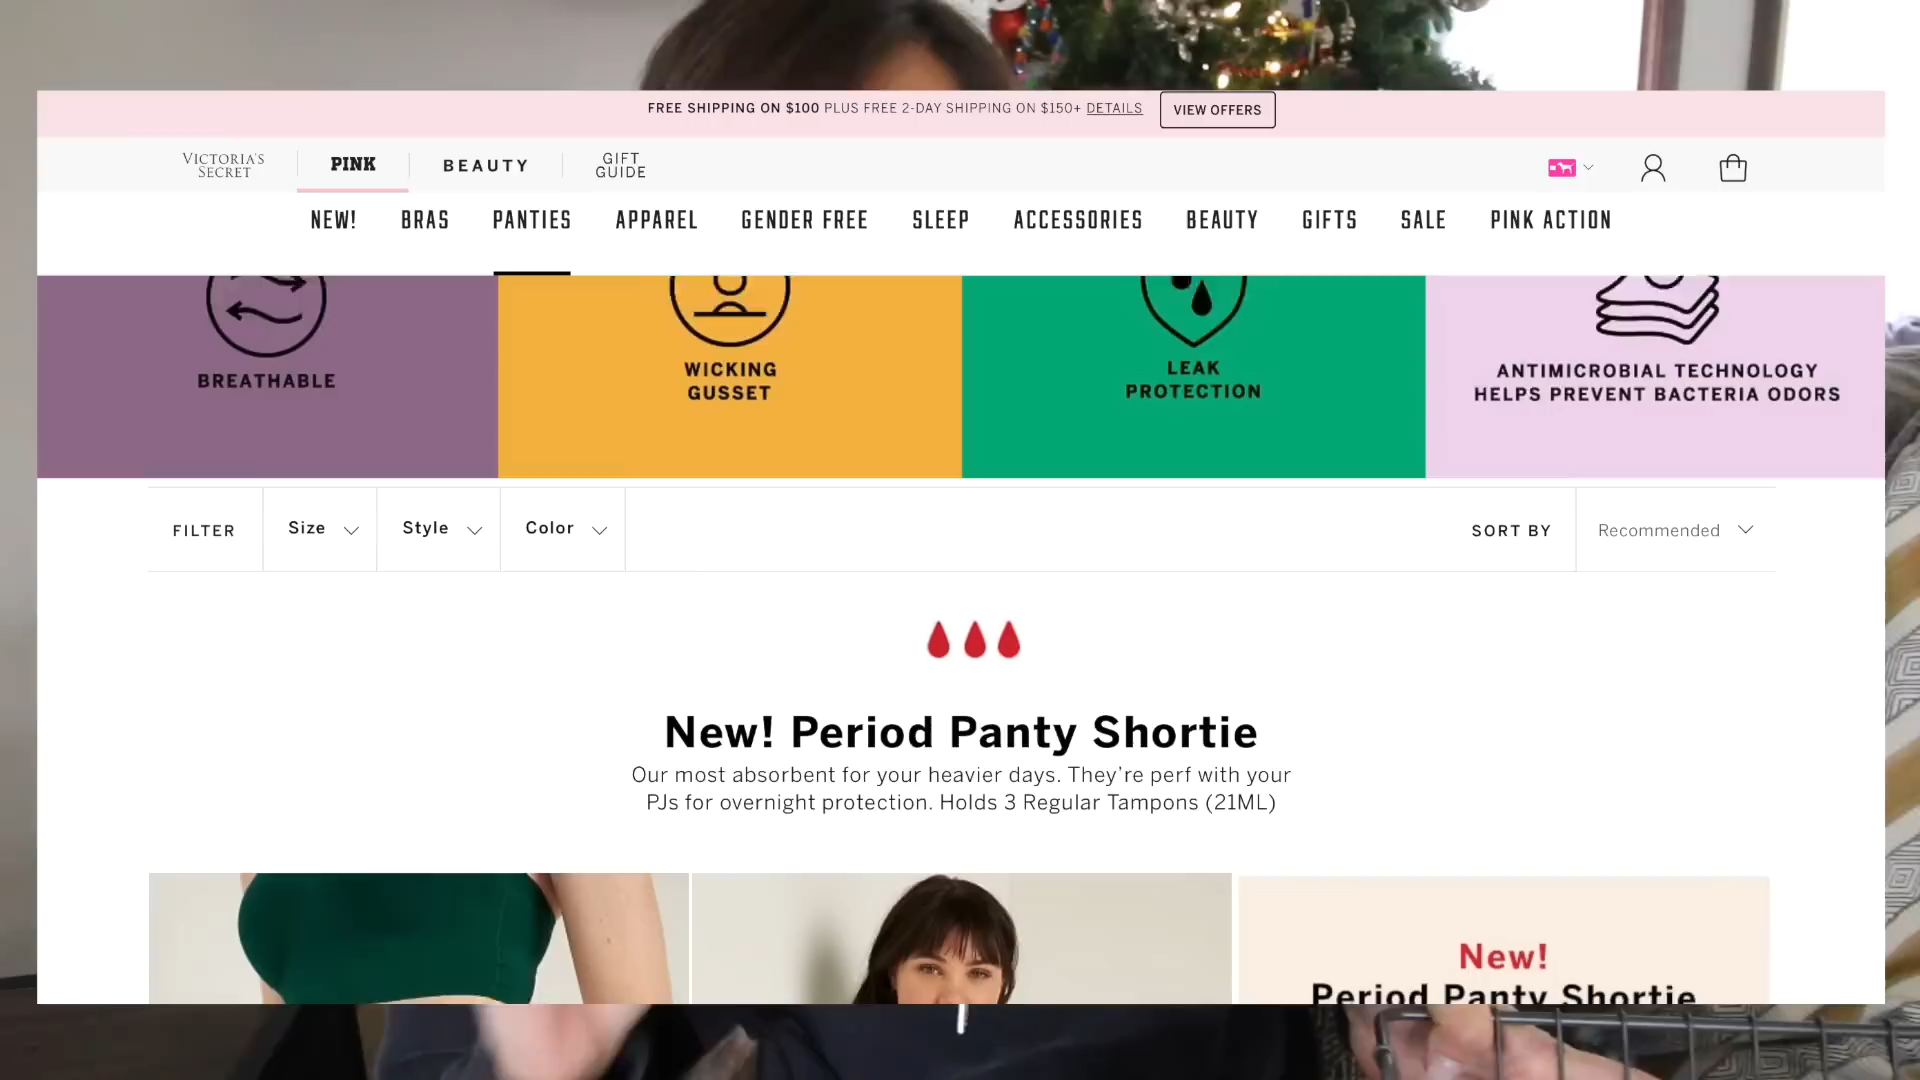 FREE SHIPPING ON $100 PLUS FREE 2-DAY SHIPPING ON $150+ DETAILS
VIEW OFFERS
VICTORIA'S
SECRET
PINK
BEAUTY
GIFT
GUIDE
NEW!
BRAS
PANTIES
APPAREL
GENDER FREE
SLEEP
ACCESSORIES
BEAUTY
GIFTS
SALE
PINK ACTION
BREATHABLE
WICKING
GUSSET
LEAK
PROTECTION
ANTIMICROBIAL TECHNOLOGY
HELPS PREVENT BACTERIA ODORS
FILTER
Size
Style
Color
SORT BY
Recommended
New! Period Panty Shortie
Our most absorbent for your heavier days. They're perf with your
PJs for overnight protection. Holds 3 Regular Tampons (21ML)
New!
Period Panty Shortie